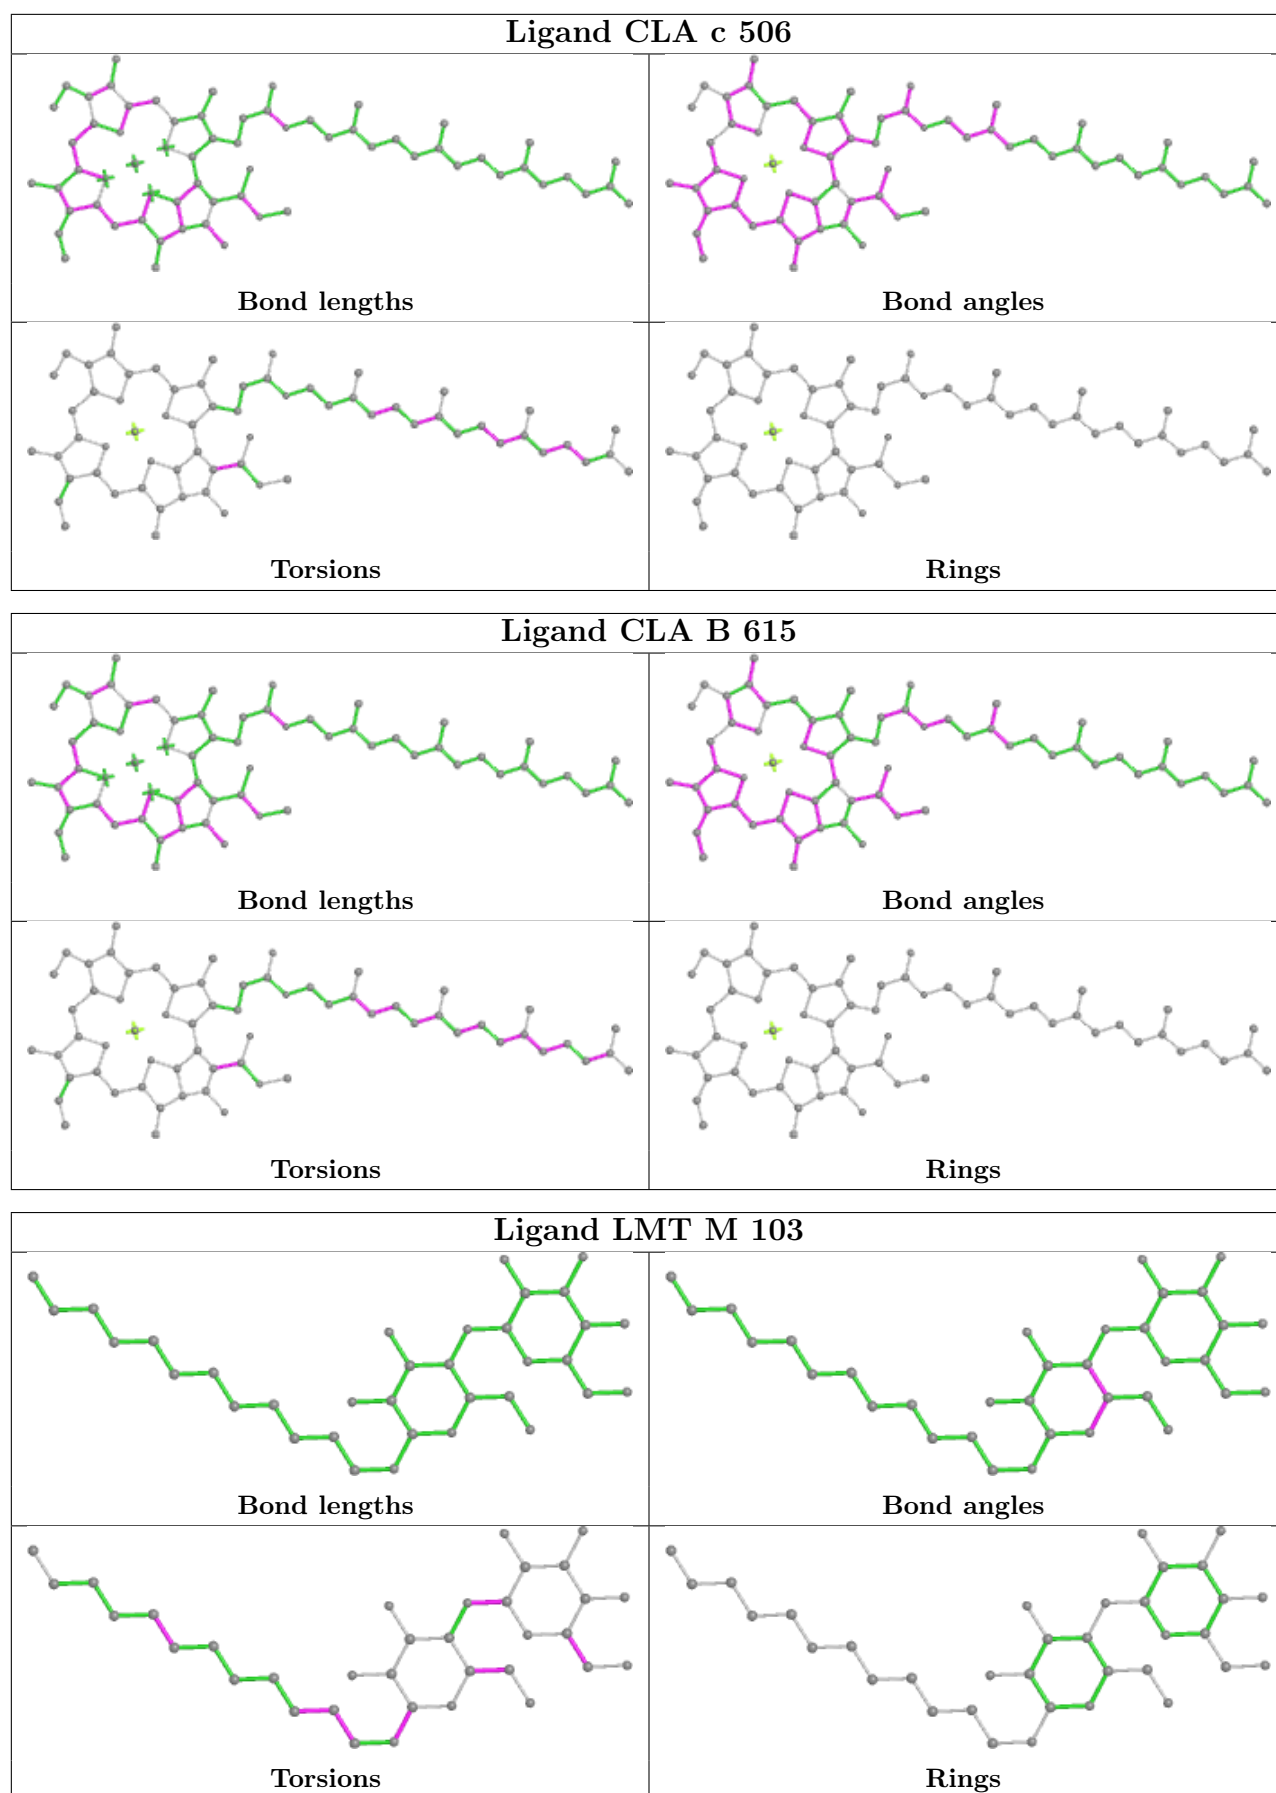 Ligand CLA c 506
Bond lengths
Bond angles
Torsions
Rings
Ligand CLA B 615
Bond lengths
Bond angles
Torsions
Rings
Ligand LMT M 103
Bond lengths
Bond angles
Torsions
Rings